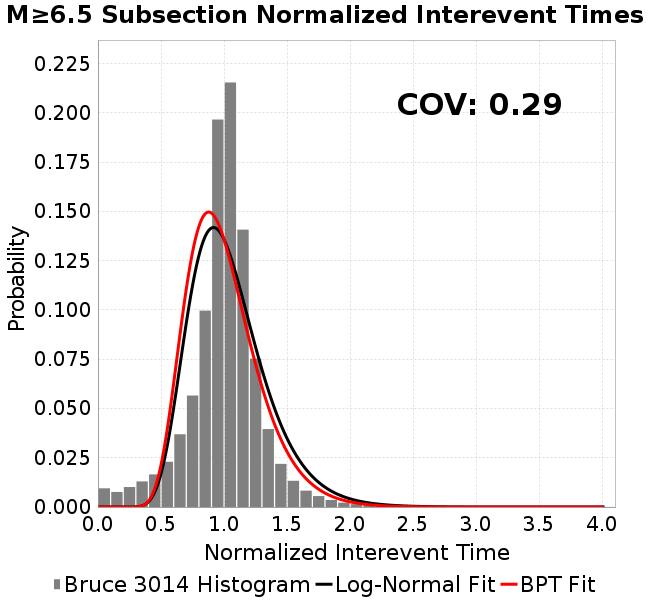 M≥6.5 Subsection Normalized Interevent Times
COV: 0.29
Probability
0.225
0.200
0.175
0.150
0.125
0.100
0.075
0.050
0.025
0.000
0.0 0.5 1.0 1.5 2.0 2.5 3.0 3.5 4.0
Normalized Interevent Time
Bruce 3014 Histogram Log-Normal Fit BPT Fit